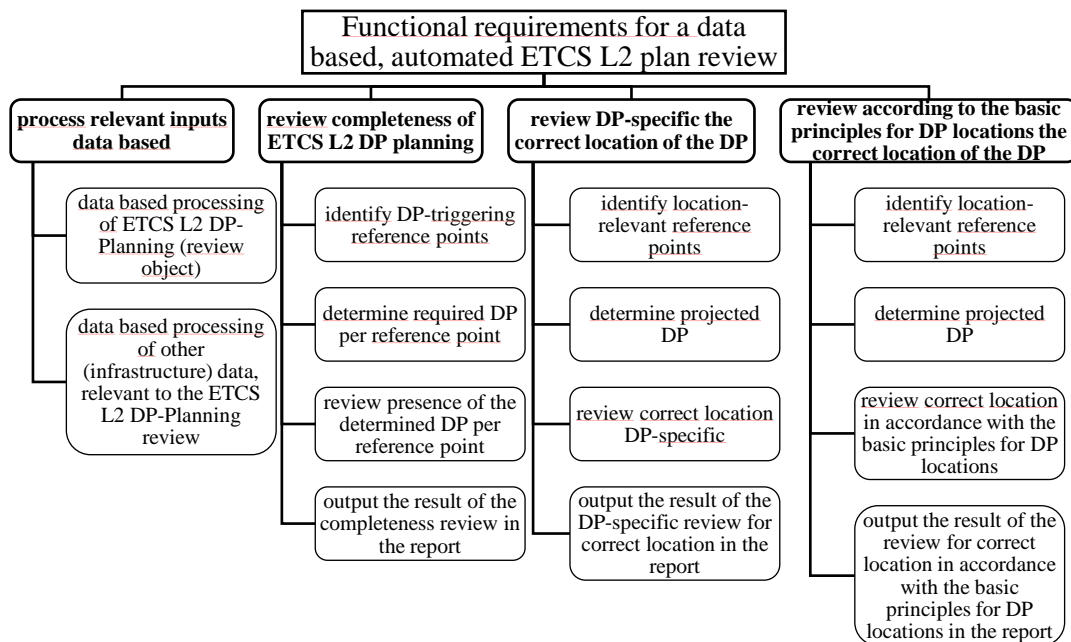 Functional requirements for a data
based, automated ETCS L2 plan review
process relevant inputs
data based
data based processing
of ETCS L2 DP-
Planning (review
object)
data based processing
of other
(infrastructure) data,
relevant to the ETCS
L2 DP-Planning
review
review completeness of
ETCS L2 DP planning
identify DP-triggering
reference points
determine required DP
per reference point
review presence of the
determined DP per
reference point
output the result of the
completeness review in
the report
review DP-specific the
correct location of the DP
identify location-
relevant reference
points
determine projected
DP
review correct location
DP-specific
output the result of the
DP-specific review for
correct location in the
report
review according to the basic
principles for DP locations the
correct location of the DP
identify location-
relevant reference
points
determine projected
DP
review correct location
in accordance with the
basic principles for DP
locations
output the result of the
review for correct
location in accordance
with the basic
principles for DP
locations in the report